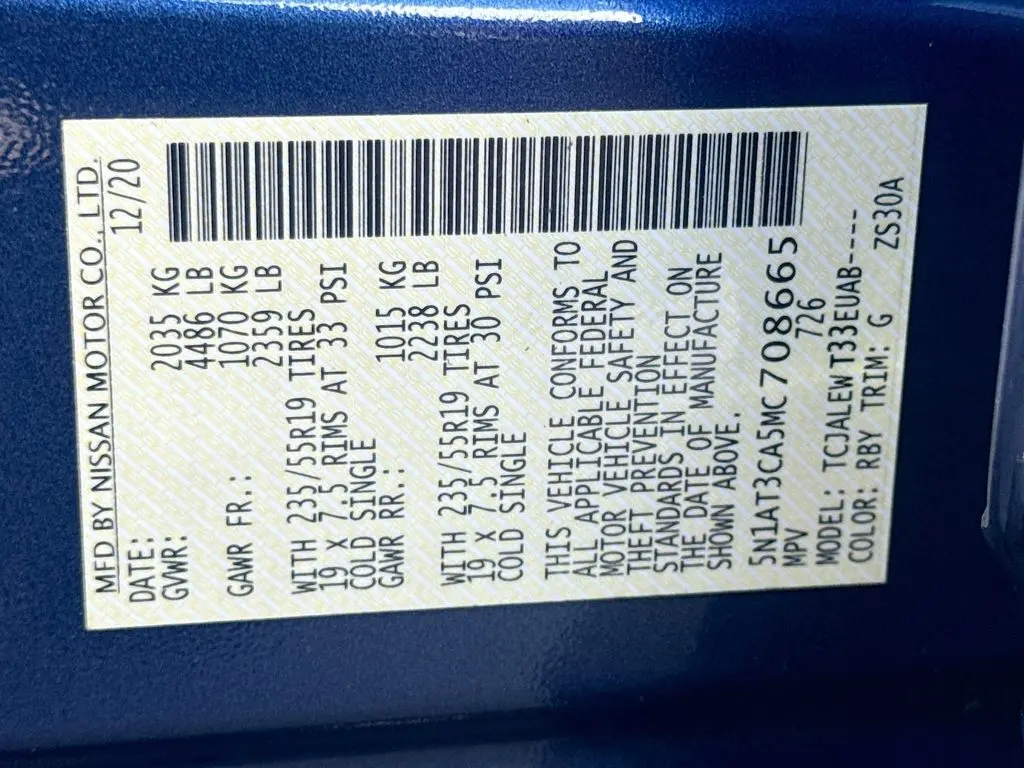 MFD BY NISSAN MOTOR CO., LTD.
DATE: 12/20
GVWR: 2035 KG
4486 LB
GAWR FR.: 1070 KG
2359 LB
WITH 235/55R19 TIRES
19 X 7.5 RIMS AT 33 PSI
COLD SINGLE
GAWR RR.: 1015 KG
2238 LB
WITH 235/55R19 TIRES
19 X 7.5 RIMS AT 30 PSI
COLD SINGLE
THIS VEHICLE CONFORMS TO
ALL APPLICABLE FEDERAL
MOTOR VEHICLE SAFETY AND
THEFT PREVENTION
STANDARDS IN EFFECT ON
THE DATE OF MANUFACTURE
SHOWN ABOVE.
5N1AT3CA5MC708665
MPV 726
MODEL: TCJALEWT33EUAB----
COLOR: RBY TRIM: G ZS30A